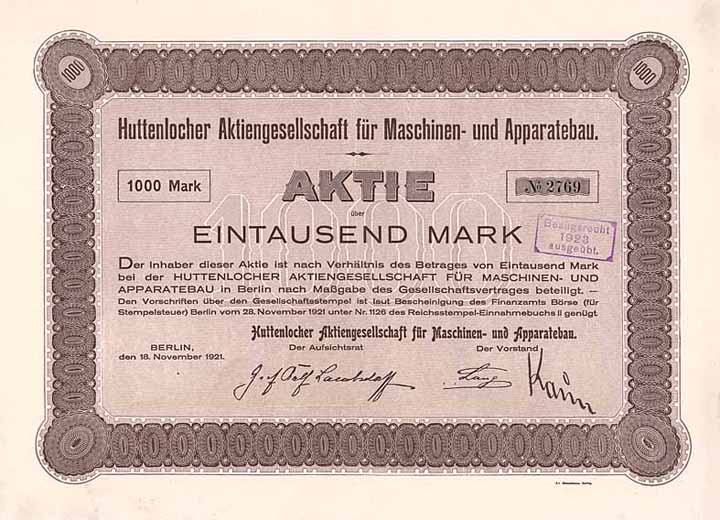 1000
1000
Huttenlocher Aktiengesellschaft für Maschinen- und Apparatebau.
1000 Mark
AKTIE
№ 2769
1000
über
EINTAUSEND MARK
Bezugsrecht
1923
ausgeübt.
Der Inhaber dieser Aktie ist nach Verhältnis des Betrages von Eintausend Mark
bei der HUTTENLOCHER AKTIENGESELLSCHAFT FÜR MASCHINEN- UND
APPARATEBAU in Berlin nach Maßgabe des Gesellschaftsvertrages beteiligt. —
Den Vorschriften über den Gesellschaftsstempel ist laut Bescheinigung des Finanzamts Börse (für
Stempelsteuer) Berlin vom 28. November 1921 unter Nr. 1126 des Reichsstempel-Einnahmebuchs II genügt
Huttenlocher Aktiengesellschaft für Maschinen- und Apparatebau.
BERLIN,
den 18. November 1921.
Der Aufsichtsrat
Der Vorstand